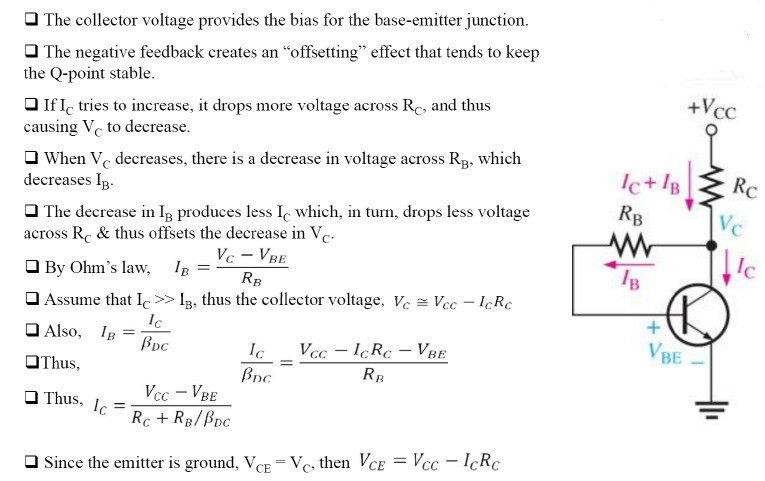 ❑ The collector voltage provides the bias for the base-emitter junction.
❑ The negative feedback creates an “offsetting” effect that tends to keep
the Q-point stable.
❑ If I_C tries to increase, it drops more voltage across R_C, and thus
causing V_C to decrease.
❑ When V_C decreases, there is a decrease in voltage across R_B, which
decreases I_B.
❑ The decrease in I_B produces less I_C which, in turn, drops less voltage
across R_C & thus offsets the decrease in V_C.
❑ By Ohm’s law, I_B = (V_C − V_BE) / R_B
❑ Assume that I_C >> I_B, thus the collector voltage, V_C ≅ V_CC − I_C R_C
❑ Also, I_B = I_C / β_DC
❑Thus, I_C / β_DC = (V_CC − I_C R_C − V_BE) / R_B
❑ Thus, I_C = (V_CC − V_BE) / (R_C + R_B/β_DC)
❑ Since the emitter is ground, V_CE = V_C, then V_CE = V_CC − I_C R_C
+V_CC
I_C + I_B
R_C
R_B
V_C
I_B
I_C
+
V_BE −